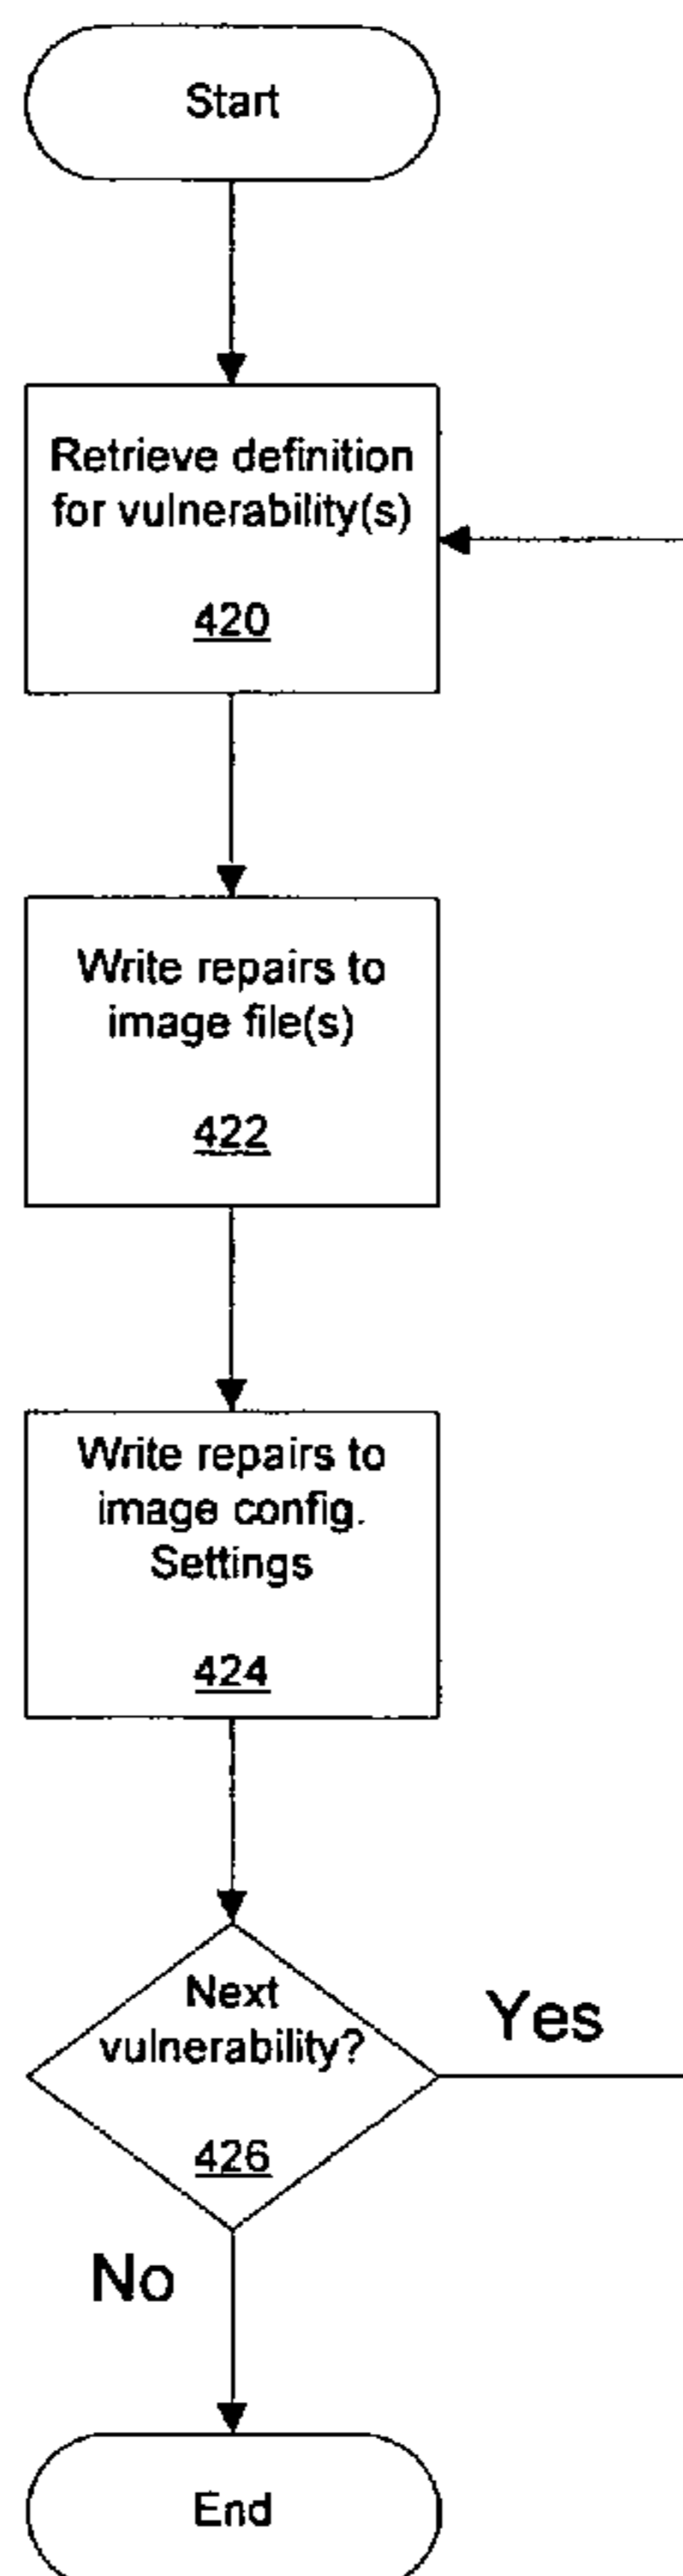 Start
Retrieve definition
for vulnerability(s)
420
Write repairs to
image file(s)
422
Write repairs to
image config.
Settings
424
Next
vulnerability?
426
Yes
No
End